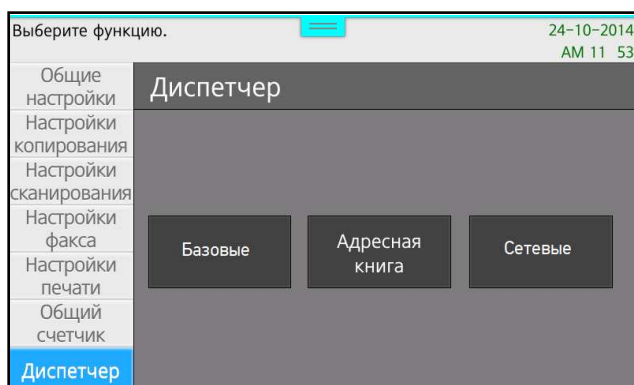 Выберите функцию.
24-10-2014
AM 11 53
Общие
настройки
Настройки
копирования
Настройки
сканирования
Настройки
факса
Настройки
печати
Общий
счетчик
Диспетчер
Диспетчер
Базовые
Адресная
книга
Сетевые